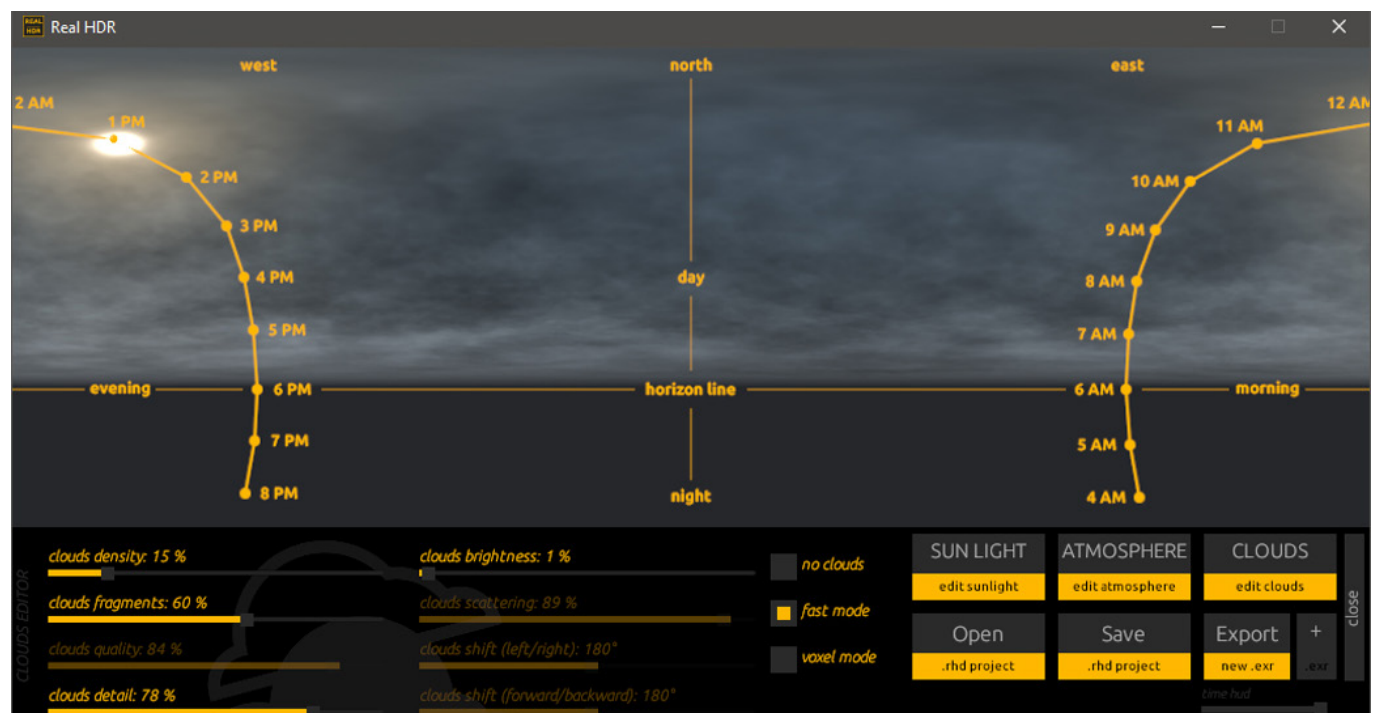 REAL
HDR
Real HDR
west
north
east
2 AM
12 AM
1 PM
11 AM
2 PM
10 AM
3 PM
9 AM
4 PM
day
8 AM
5 PM
7 AM
evening
6 PM
horizon line
6 AM
morning
7 PM
5 AM
8 PM
night
4 AM
CLOUDS EDITOR
clouds density: 15 %
clouds fragments: 60 %
clouds quality: 84 %
clouds detail: 78 %
clouds brightness: 1 %
clouds scattering: 89 %
clouds shift (left/right): 180°
clouds shift (forward/backward): 180°
no clouds
fast mode
voxel mode
SUN LIGHT
edit sunlight
ATMOSPHERE
edit atmosphere
CLOUDS
edit clouds
Open
.rhd project
Save
.rhd project
Export
new .exr
+
.exr
close
time hud